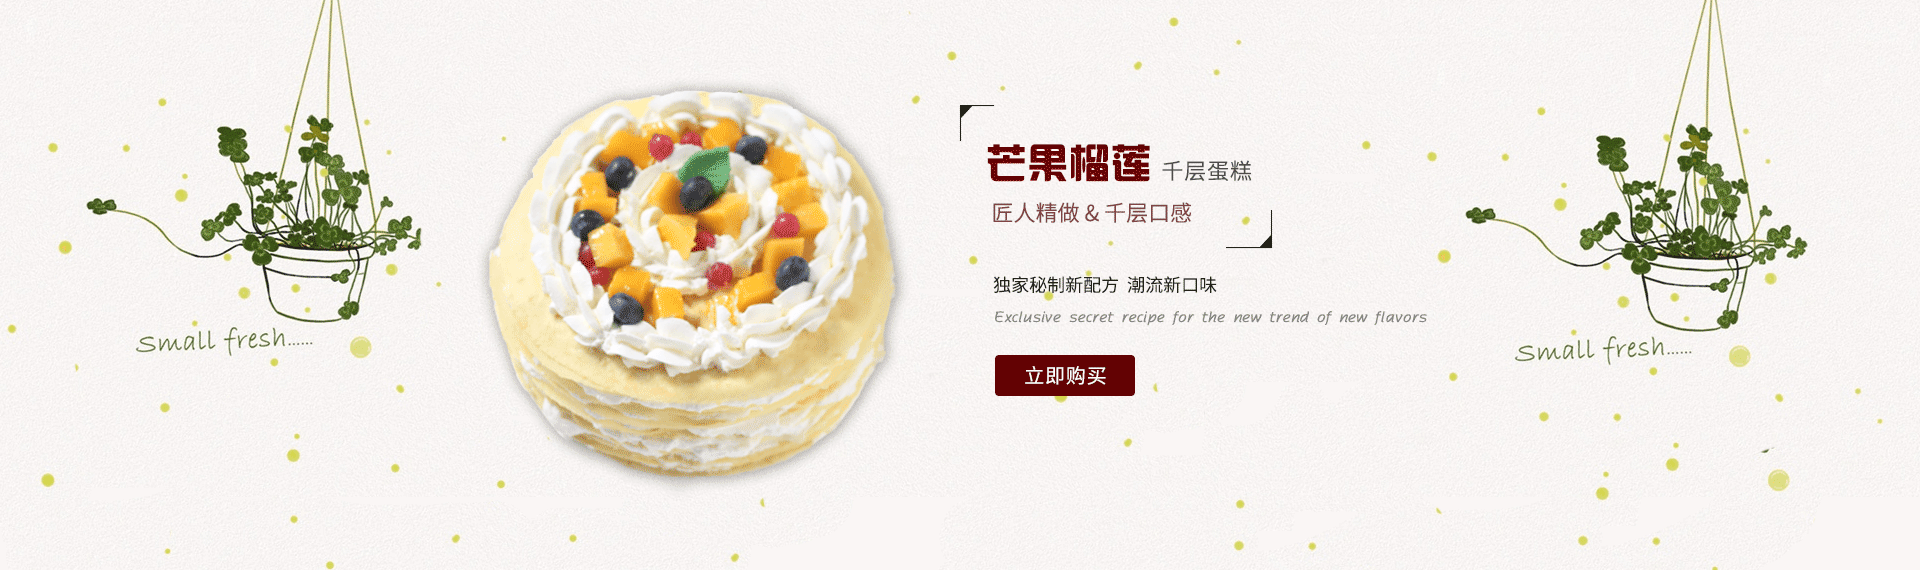 Small fresh......
芒果榴莲 千层蛋糕
匠人精做 & 千层口感
独家秘制新配方 潮流新口味
Exclusive secret recipe for the new trend of new flavors
立即购买
Small fresh......